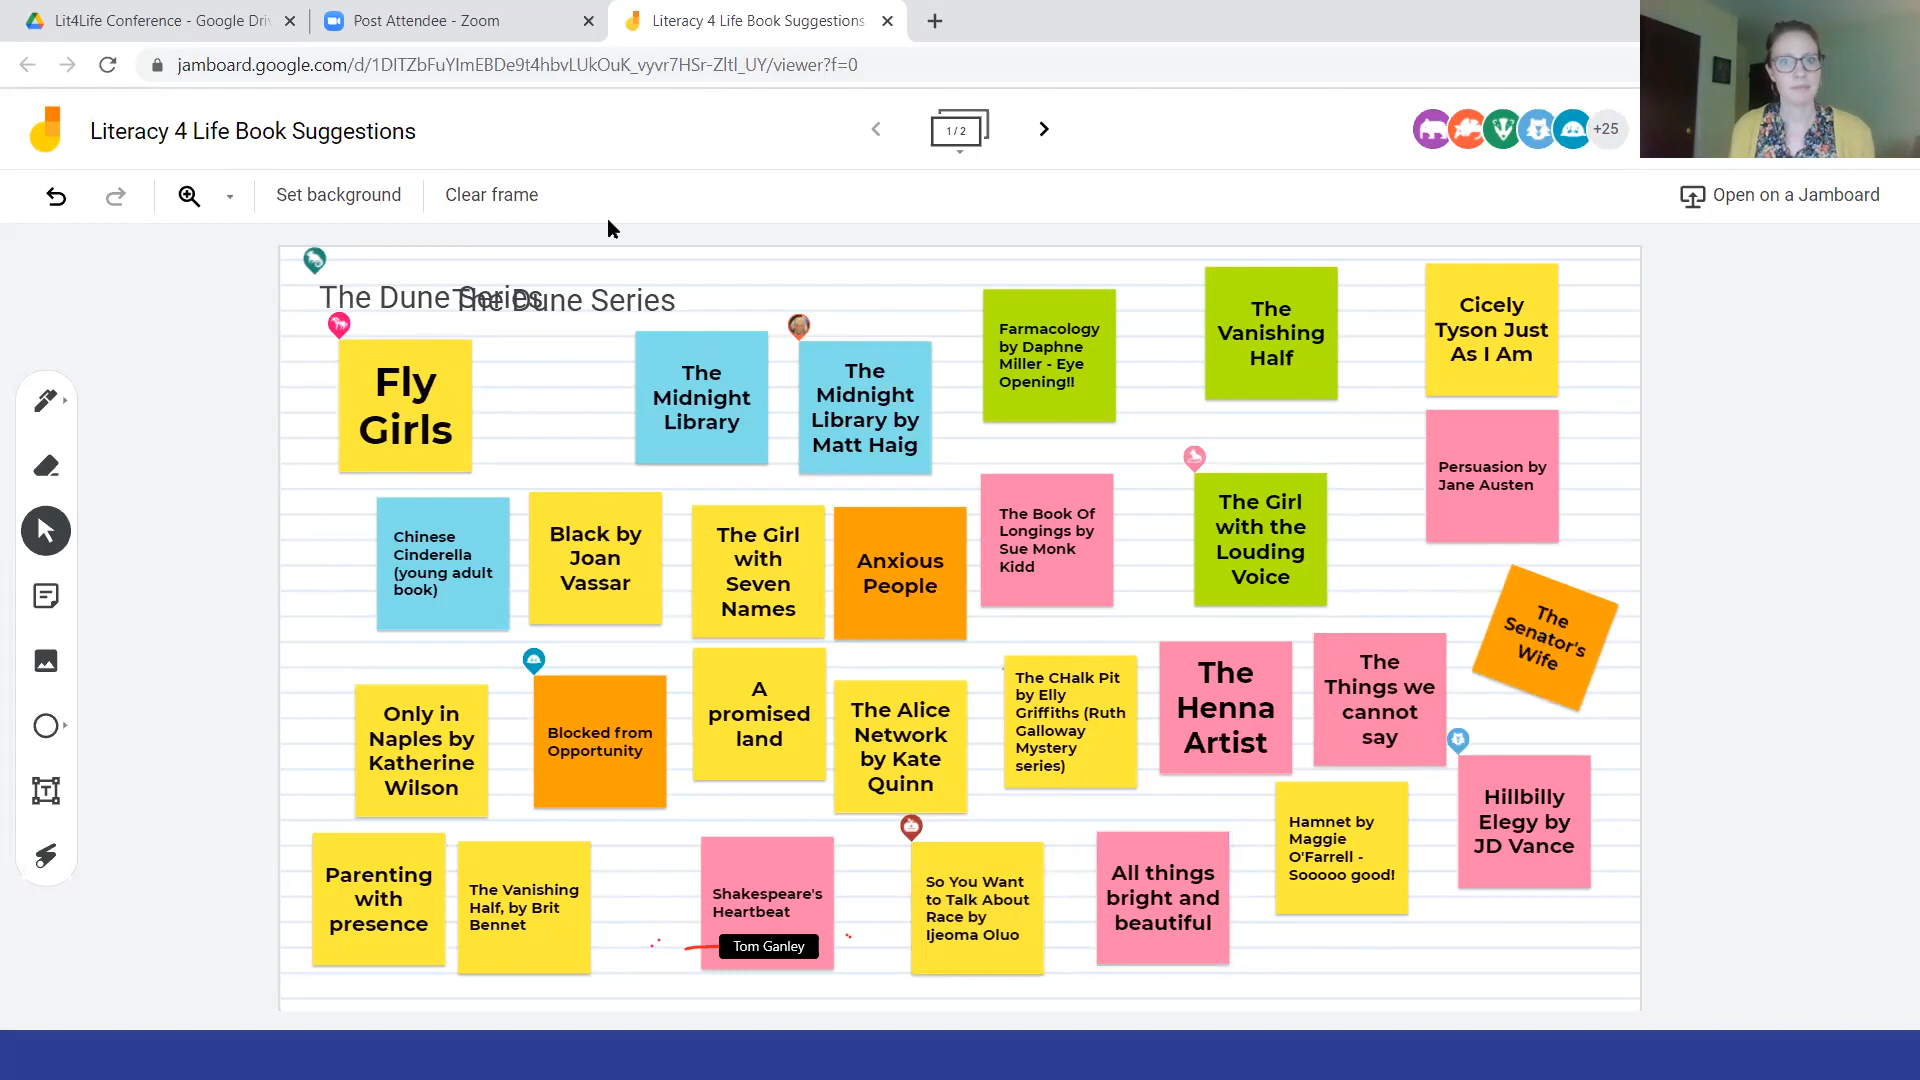 Lit4Life Conference - Google Dri
Post Attendee - Zoom
Literacy 4 Life Book Suggestions
jamboard.google.com/d/1DITZbFuYImEBDe9t4hbvLUkOuK_vyvr7HSr-Zltl_UY/viewer?f=0
Literacy 4 Life Book Suggestions
1 / 2
+25
Set background
Clear frame
Open on a Jamboard
The Dune Series
The Dune Series
Fly
Girls
The
Midnight
Library
The
Midnight
Library by
Matt Haig
Farmacology
by Daphne
Miller - Eye
Opening!!
The
Vanishing
Half
Cicely
Tyson Just
As I Am
Persuasion by
Jane Austen
Chinese
Cinderella
(young adult
book)
Black by
Joan
Vassar
The Girl
with
Seven
Names
Anxious
People
The Book Of
Longings by
Sue Monk
Kidd
The Girl
with the
Louding
Voice
The
Senator's
Wife
Only in
Naples by
Katherine
Wilson
Blocked from
Opportunity
A
promised
land
The Alice
Network
by Kate
Quinn
The CHalk Pit
by Elly
Griffiths (Ruth
Galloway
Mystery
series)
The
Henna
Artist
The
Things we
cannot
say
Hillbilly
Elegy by
JD Vance
Parenting
with
presence
The Vanishing
Half, by Brit
Bennet
Shakespeare's
Heartbeat
Tom Ganley
So You Want
to Talk About
Race by
Ijeoma Oluo
All things
bright and
beautiful
Hamnet by
Maggie
O'Farrell -
Sooooo good!